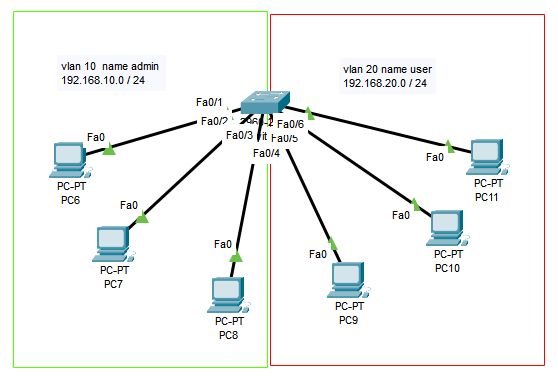 vlan 10  name admin
192.168.10.0 / 24
vlan 20 name user
192.168.20.0 / 24
Fa0/1
Fa0/2
Fa0/3
Fa0/4
Fa0/5
Fa0/6
Fa0
PC-PT
PC6
Fa0
PC-PT
PC7
Fa0
PC-PT
PC8
Fa0
PC-PT
PC9
Fa0
PC-PT
PC10
Fa0
PC-PT
PC11